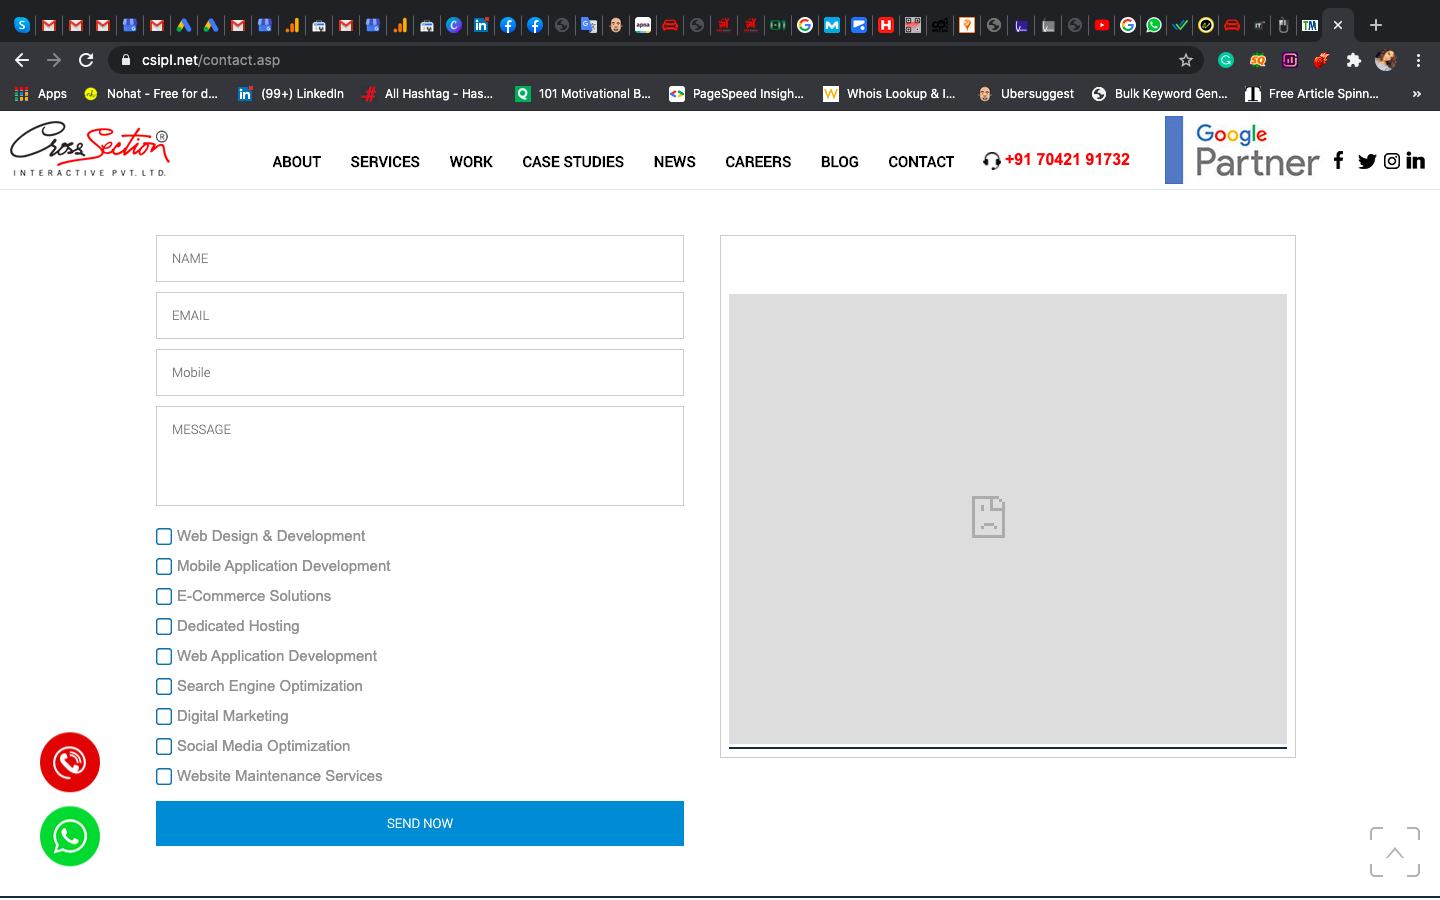 csipl.net/contact.asp
Apps
Nohat - Free for d...
(99+) LinkedIn
All Hashtag - Has...
101 Motivational B...
PageSpeed Insigh...
Whois Lookup & I...
Ubersuggest
Bulk Keyword Gen...
Free Article Spinn...
»
CrossSection®
INTERACTIVE PVT. LTD.
ABOUT
SERVICES
WORK
CASE STUDIES
NEWS
CAREERS
BLOG
CONTACT
+91 70421 91732
Google
Partner
NAME
EMAIL
Mobile
MESSAGE
Web Design & Development
Mobile Application Development
E-Commerce Solutions
Dedicated Hosting
Web Application Development
Search Engine Optimization
Digital Marketing
Social Media Optimization
Website Maintenance Services
SEND NOW